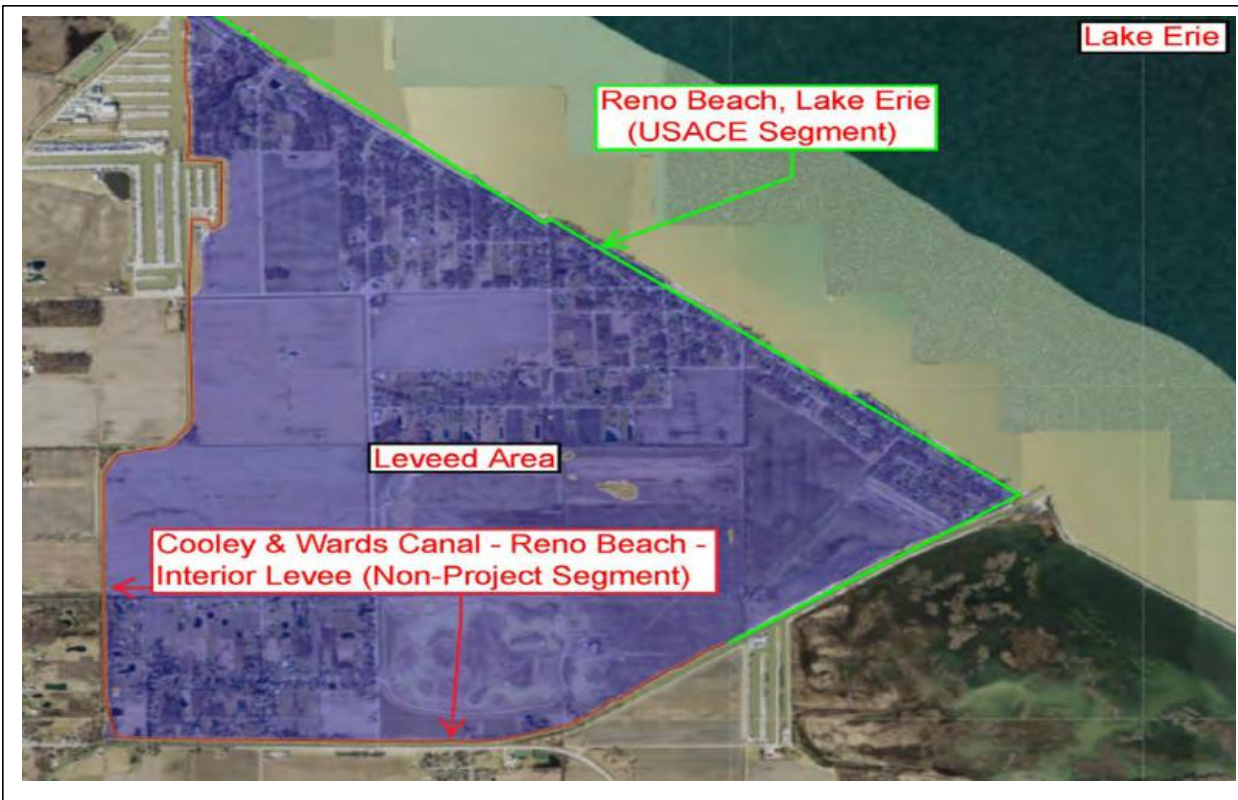 Lake Erie
Reno Beach, Lake Erie
(USACE Segment)
Leveed Area
Cooley & Wards Canal - Reno Beach -
Interior Levee (Non-Project Segment)